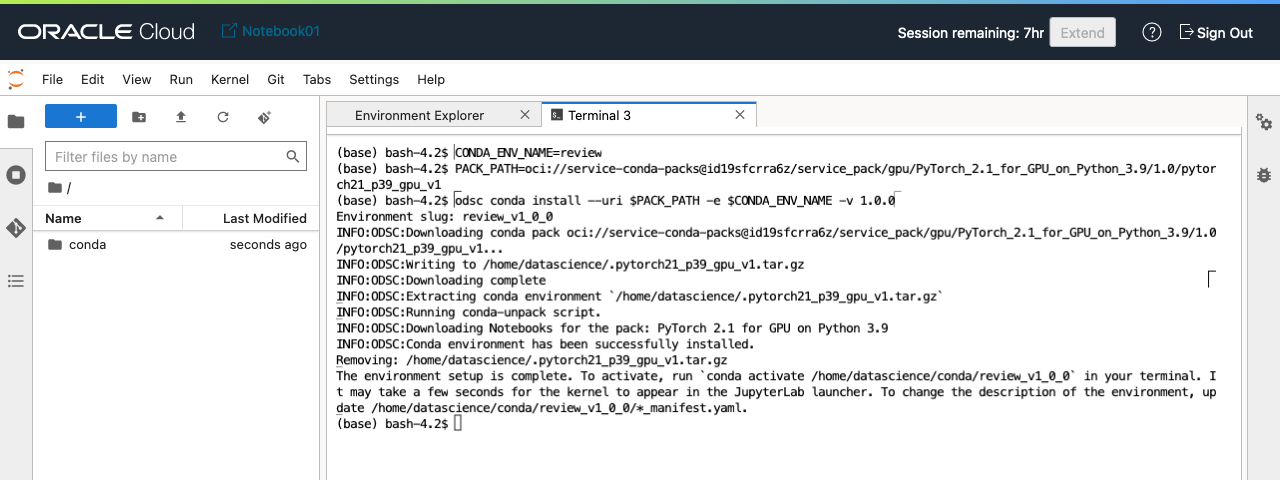 ORACLE Cloud Notebook01 Session remaining: 7hr Extend ? Sign Out
File Edit View Run Kernel Git Tabs Settings Help
Environment Explorer Terminal 3
Filter files by name
/
Name Last Modified
conda seconds ago
(base) bash-4.2$ CONDA_ENV_NAME=review
(base) bash-4.2$ PACK_PATH=oci://service-conda-packs@id19sfcrra6z/service_pack/gpu/PyTorch_2.1_for_GPU_on_Python_3.9/1.0/pytor
ch21_p39_gpu_v1
(base) bash-4.2$ odsc conda install --uri $PACK_PATH -e $CONDA_ENV_NAME -v 1.0.0
Environment slug: review_v1_0_0
INFO:ODSC:Downloading conda pack oci://service-conda-packs@id19sfcrra6z/service_pack/gpu/PyTorch_2.1_for_GPU_on_Python_3.9/1.0
/pytorch21_p39_gpu_v1...
INFO:ODSC:Writing to /home/datascience/.pytorch21_p39_gpu_v1.tar.gz
INFO:ODSC:Downloading complete
INFO:ODSC:Extracting conda environment `/home/datascience/.pytorch21_p39_gpu_v1.tar.gz`
INFO:ODSC:Running conda-unpack script.
INFO:ODSC:Downloading Notebooks for the pack: PyTorch 2.1 for GPU on Python 3.9
INFO:ODSC:Conda environment has been successfully installed.
Removing: /home/datascience/.pytorch21_p39_gpu_v1.tar.gz
The environment setup is complete. To activate, run `conda activate /home/datascience/conda/review_v1_0_0` in your terminal. I
t may take a few seconds for the kernel to appear in the JupyterLab launcher. To change the description of the environment, up
date /home/datascience/conda/review_v1_0_0/*_manifest.yaml.
(base) bash-4.2$